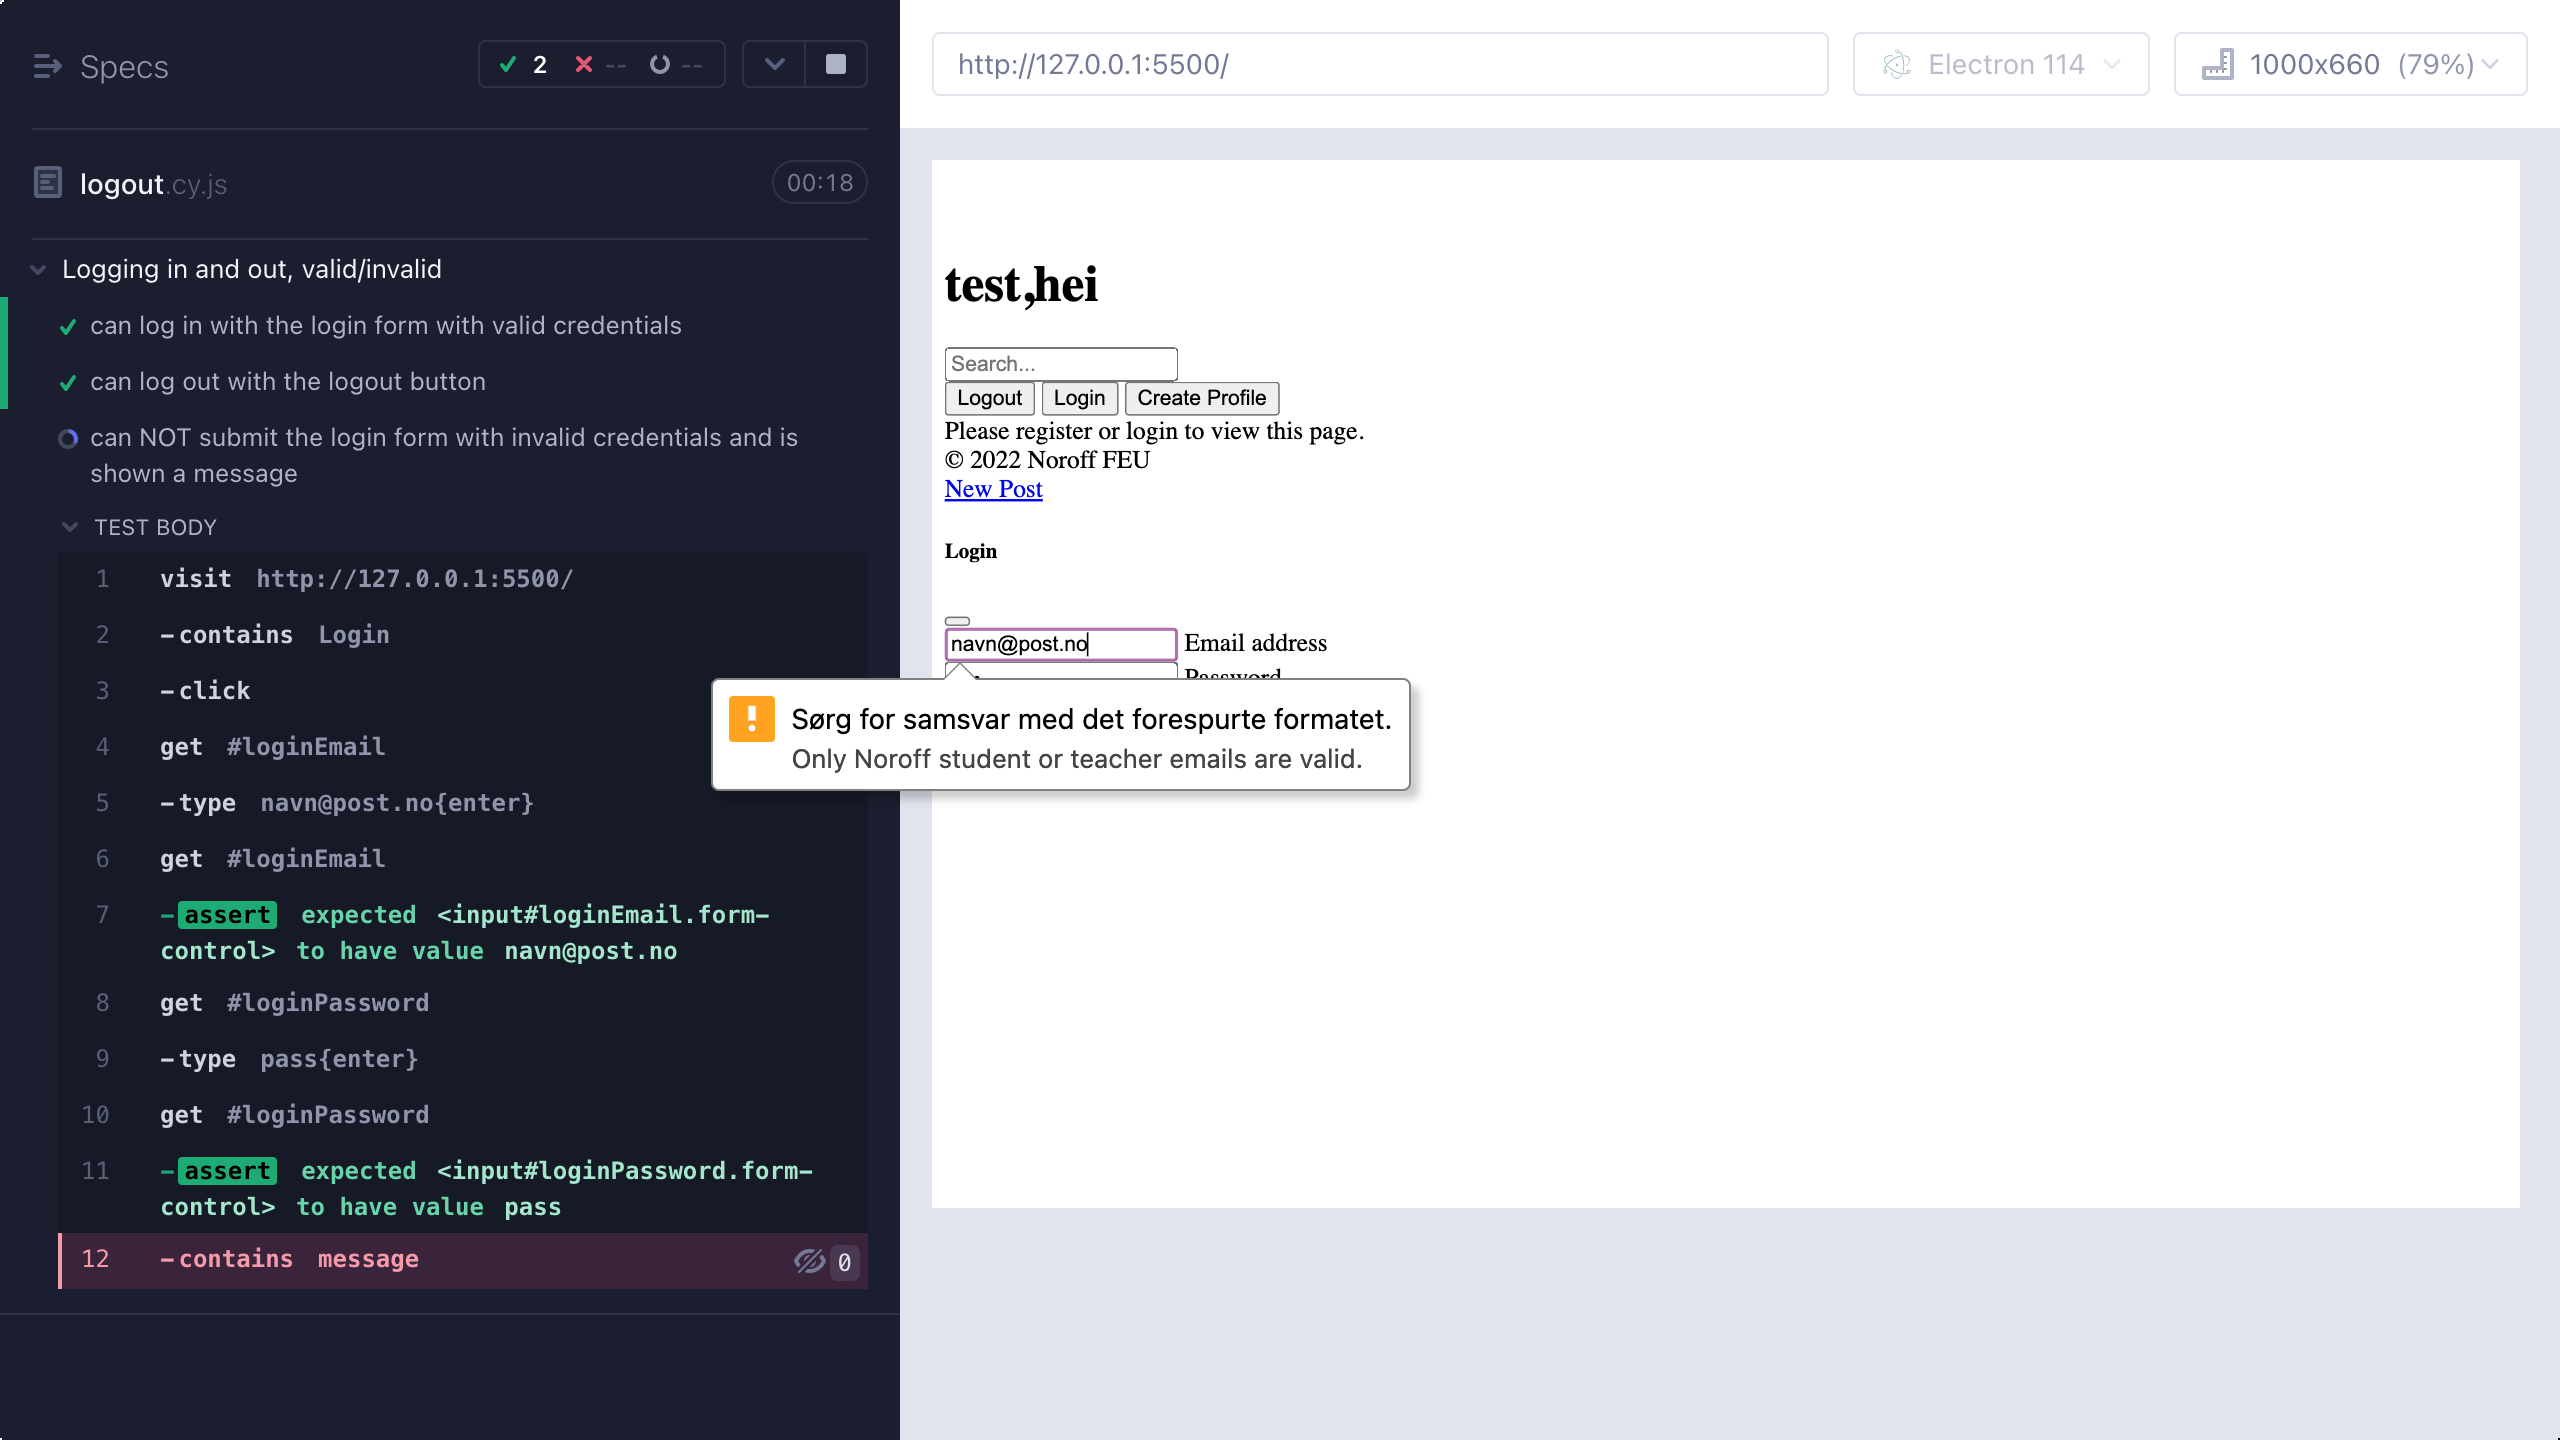 Specs
2 -- --
logout.cy.js
00:18
Logging in and out, valid/invalid
can log in with the login form with valid credentials
can log out with the logout button
can NOT submit the login form with invalid credentials and is
shown a message
TEST BODY
1 visit http://127.0.0.1:5500/
2 -contains Login
3 -click
4 get #loginEmail
5 -type navn@post.no{enter}
6 get #loginEmail
7 -assert expected <input#loginEmail.form-
control> to have value navn@post.no
8 get #loginPassword
9 -type pass{enter}
10 get #loginPassword
11 -assert expected <input#loginPassword.form-
control> to have value pass
12 -contains message 0
http://127.0.0.1:5500/
Electron 114
1000x660 (79%)
test,hei
Search...
Logout Login Create Profile
Please register or login to view this page.
© 2022 Noroff FEU
New Post
Login
navn@post.no Email address
Password
Sørg for samsvar med det forespurte formatet.
Only Noroff student or teacher emails are valid.